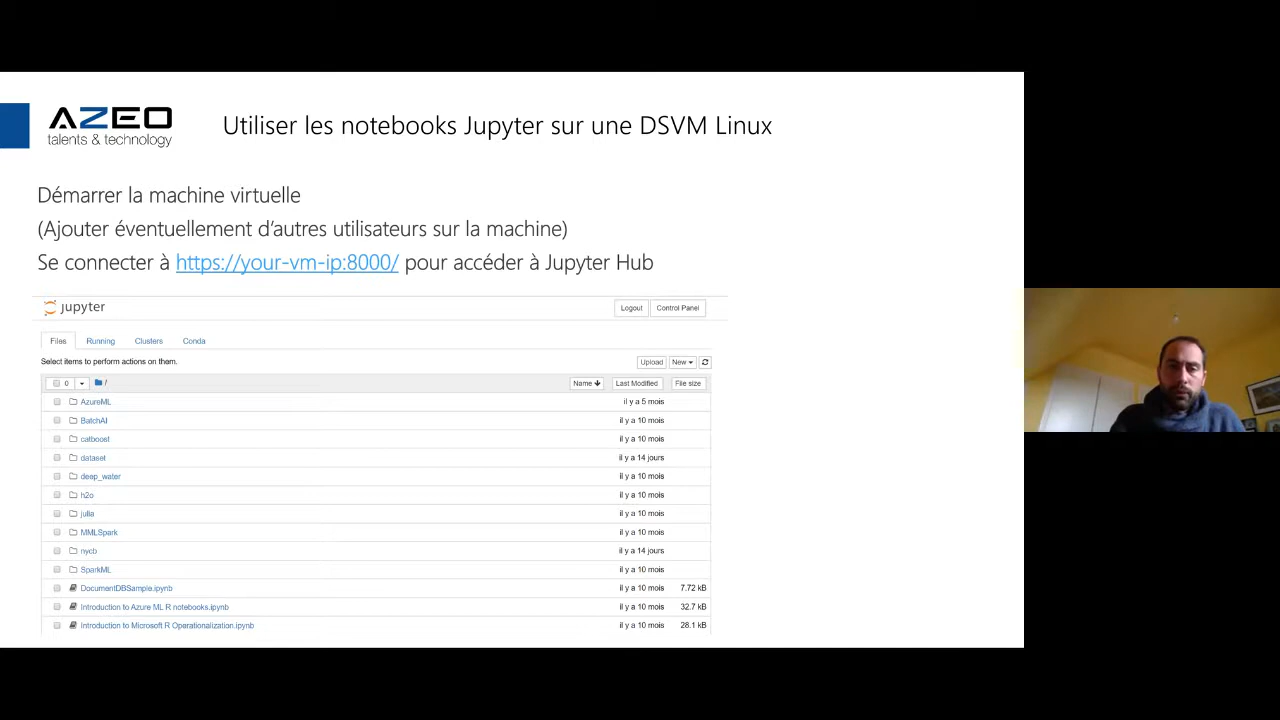 AZEO
talents & technology
Utiliser les notebooks Jupyter sur une DSVM Linux
Démarrer la machine virtuelle
(Ajouter éventuellement d’autres utilisateurs sur la machine)
Se connecter à https://your-vm-ip:8000/ pour accéder à Jupyter Hub
jupyter
Logout Control Panel
Files Running Clusters Conda
Select items to perform actions on them.
Upload New
0 / Name Last Modified File size
AzureML il y a 5 mois
BatchAI il y a 10 mois
catboost il y a 10 mois
dataset il y a 14 jours
deep_water il y a 10 mois
h2o il y a 10 mois
julia il y a 10 mois
MMLSpark il y a 10 mois
nycb il y a 14 jours
SparkML il y a 10 mois
DocumentDBSample.ipynb il y a 10 mois 7.72 kB
Introduction to Azure ML R notebooks.ipynb il y a 10 mois 32.7 kB
Introduction to Microsoft R Operationalization.ipynb il y a 10 mois 28.1 kB